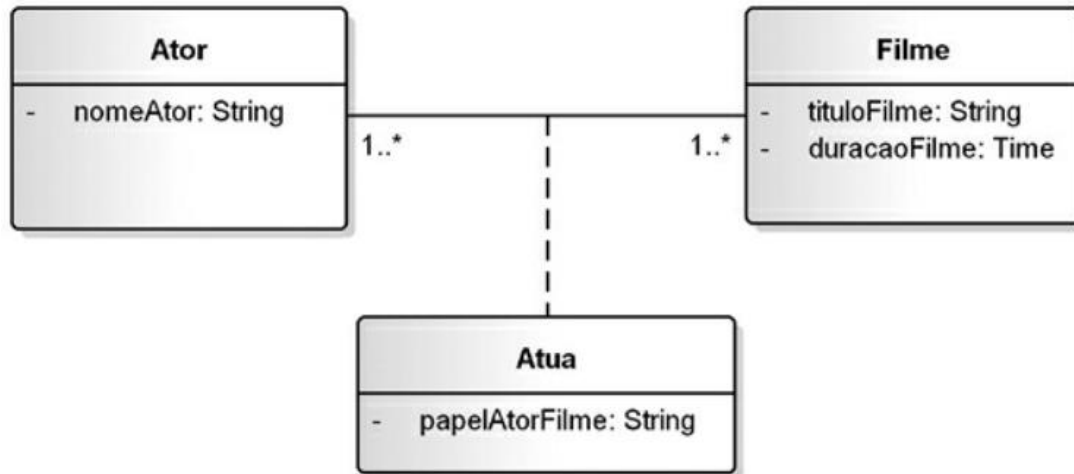 Ator
- nomeAtor: String
Filme
- tituloFilme: String
- duracaoFilme: Time
1..*
1..*
Atua
- papelAtorFilme: String